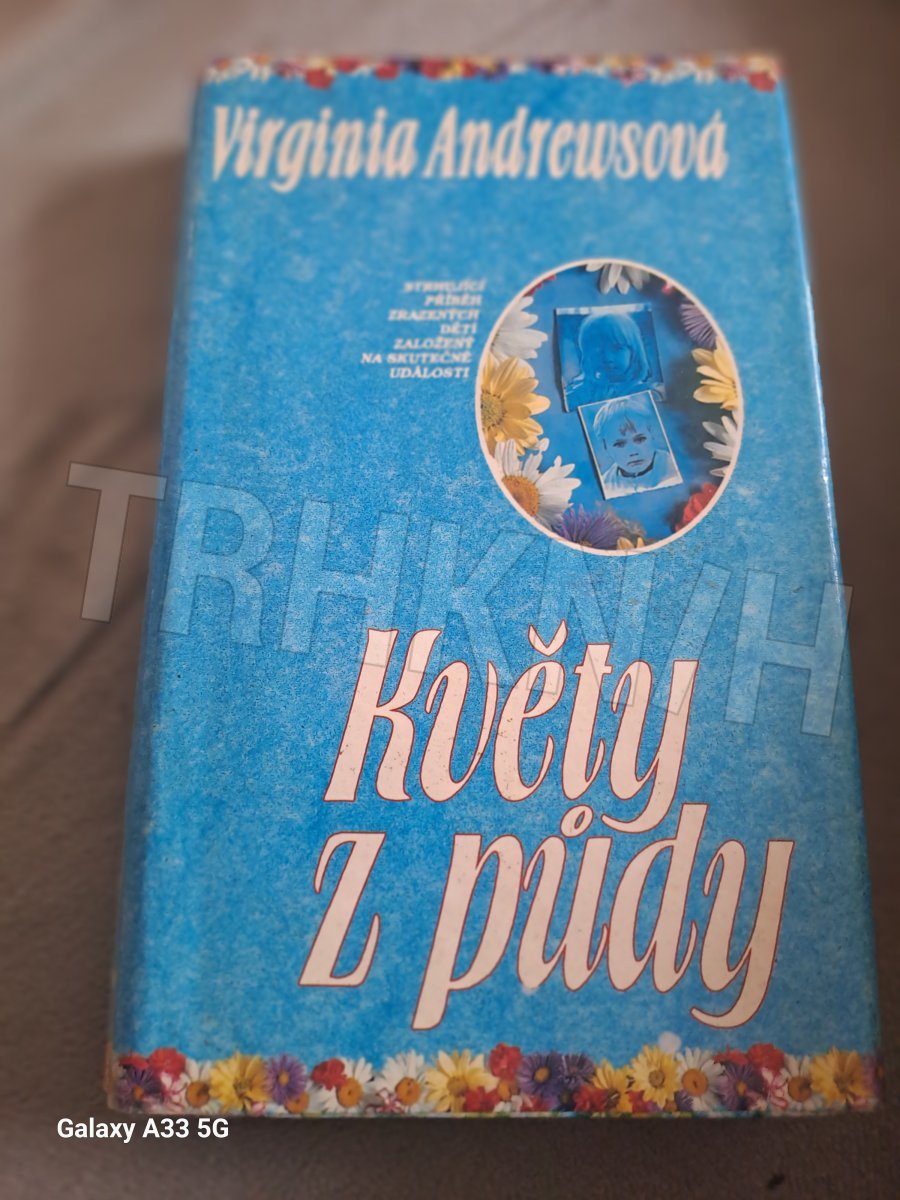 Virginia Andrewsová
STRHUJÍCÍ
PŘÍBĚH
ZRAZENÝCH
DĚTÍ
ZALOŽENÝ
NA SKUTEČNÉ
UDÁLOSTI
TRHKNIH
Květy
z půdy
Galaxy A33 5G